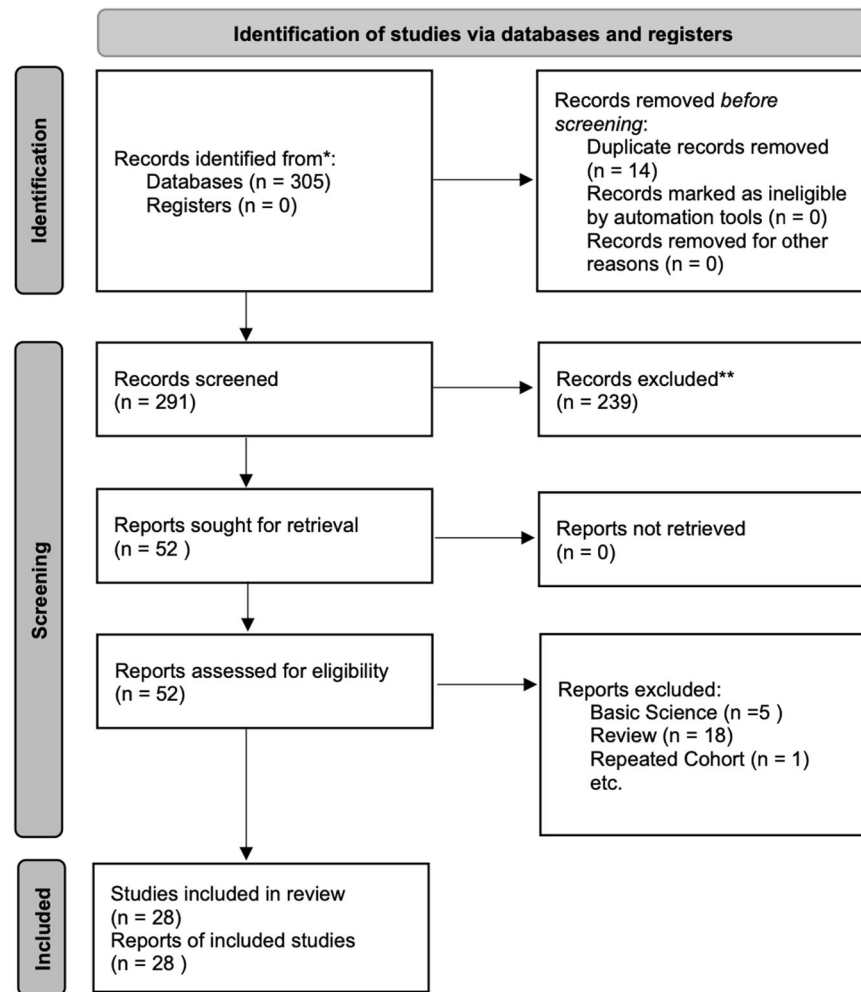 Identification of studies via databases and registers
Identification
Records identified from*:
Databases (n = 305)
Registers (n = 0)
Records removed before
screening:
Duplicate records removed
(n = 14)
Records marked as ineligible
by automation tools (n = 0)
Records removed for other
reasons (n = 0)
Screening
Records screened
(n = 291)
Records excluded**
(n = 239)
Reports sought for retrieval
(n = 52 )
Reports not retrieved
(n = 0)
Reports assessed for eligibility
(n = 52)
Reports excluded:
Basic Science (n =5 )
Review (n = 18)
Repeated Cohort (n = 1)
etc.
Included
Studies included in review
(n = 28)
Reports of included studies
(n = 28 )